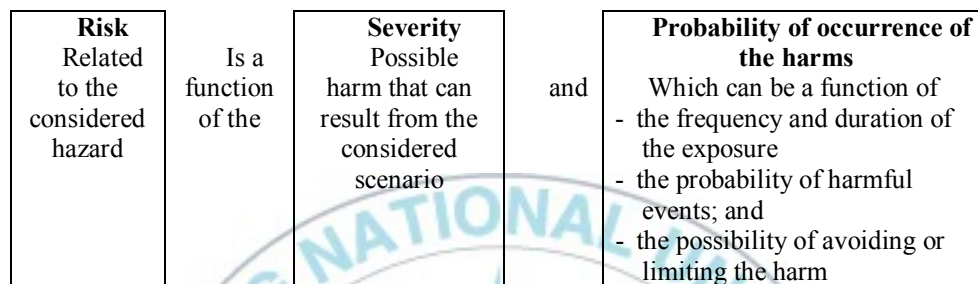 Risk
Related
to the
considered
hazard
Is a
function
of the
Severity
Possible
harm that can
result from the
considered
scenario
and
Probability of occurrence of
the harms
Which can be a function of
- the frequency and duration of
the exposure
- the probability of harmful
events; and
- the possibility of avoiding or
limiting the harm
NATIONAL